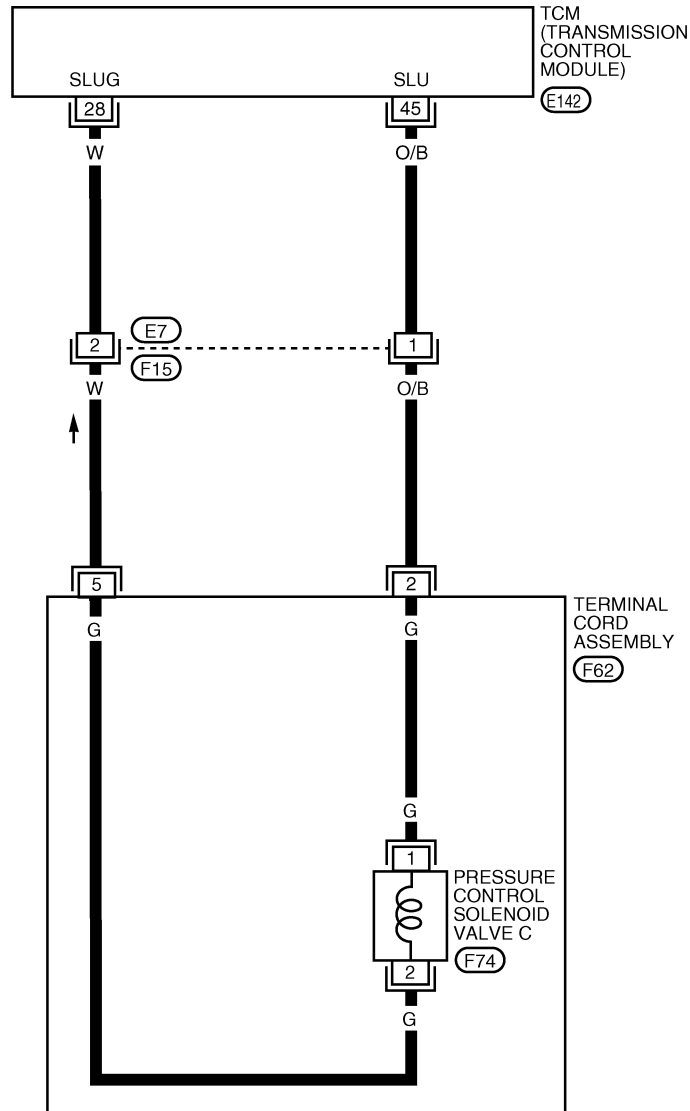 TCM
(TRANSMISSION
CONTROL
MODULE)
E142
SLUG SLU
28 45
W O/B
E7
2 1
F15
W O/B
5 2
TERMINAL
CORD
ASSEMBLY
F62
G G
G
1
PRESSURE
CONTROL
SOLENOID
VALVE C
F74
2
G